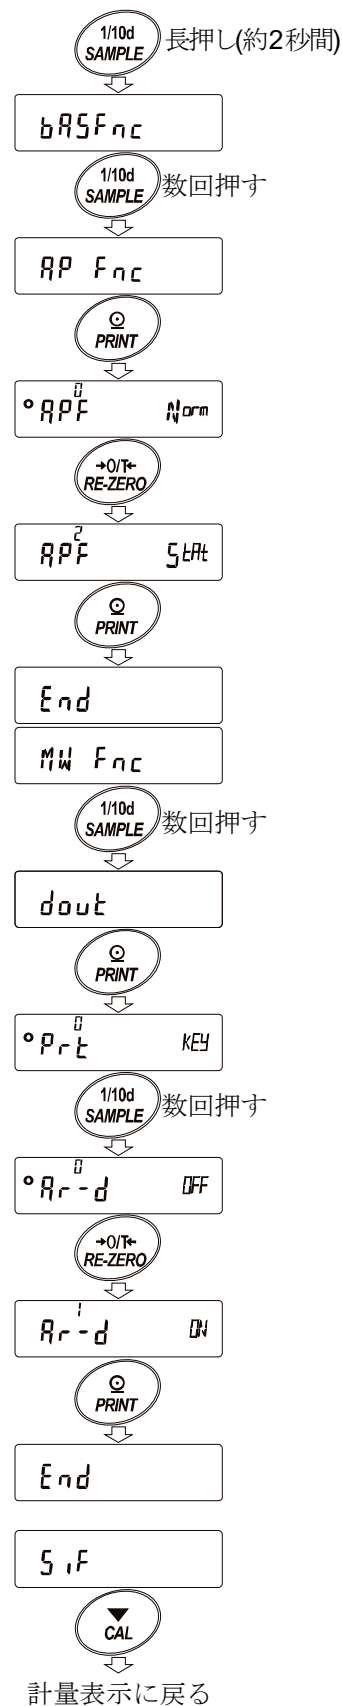 1/10d
SAMPLE 長押し(約2秒間)
bASFnc
1/10d
SAMPLE 数回押す
AP Fnc
PRINT
0
°APF Norm
→0/T←
RE-ZERO
2
APF StAt
PRINT
End
MW Fnc
1/10d
SAMPLE 数回押す
dout
PRINT
0
°Prt KEY
1/10d
SAMPLE 数回押す
0
°Ar-d OFF
→0/T←
RE-ZERO
1
Ar-d ON
PRINT
End
SiF
▼
CAL
計量表示に戻る